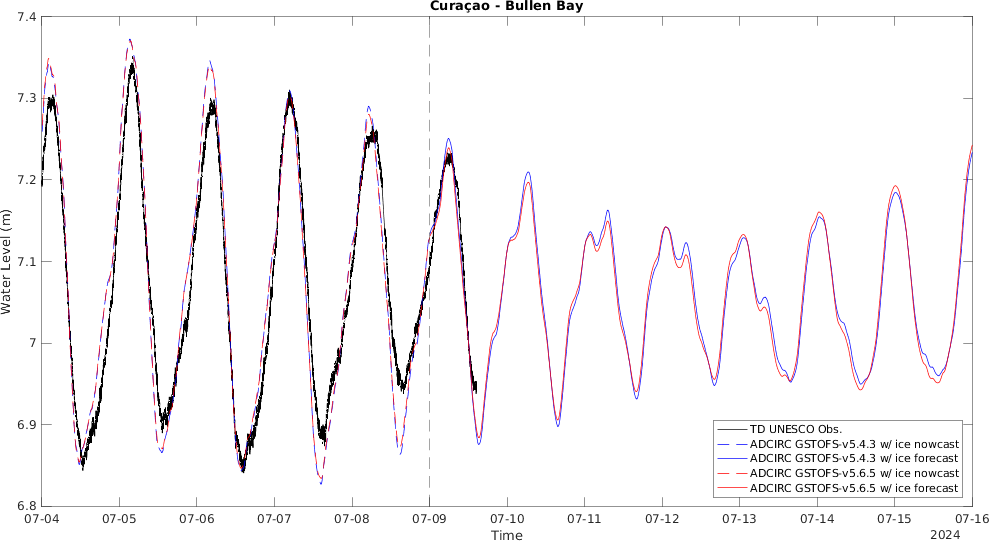 Curaçao - Bullen Bay
7.4
7.3
7.2
7.1
7
6.9
6.8
Water Level (m)
TD UNESCO Obs.
ADCIRC GSTOFS-v5.4.3 w/ ice nowcast
ADCIRC GSTOFS-v5.4.3 w/ ice forecast
ADCIRC GSTOFS-v5.6.5 w/ ice nowcast
ADCIRC GSTOFS-v5.6.5 w/ ice forecast
07-04 07-05 07-06 07-07 07-08 07-09 07-10 07-11 07-12 07-13 07-14 07-15 07-16
Time
2024